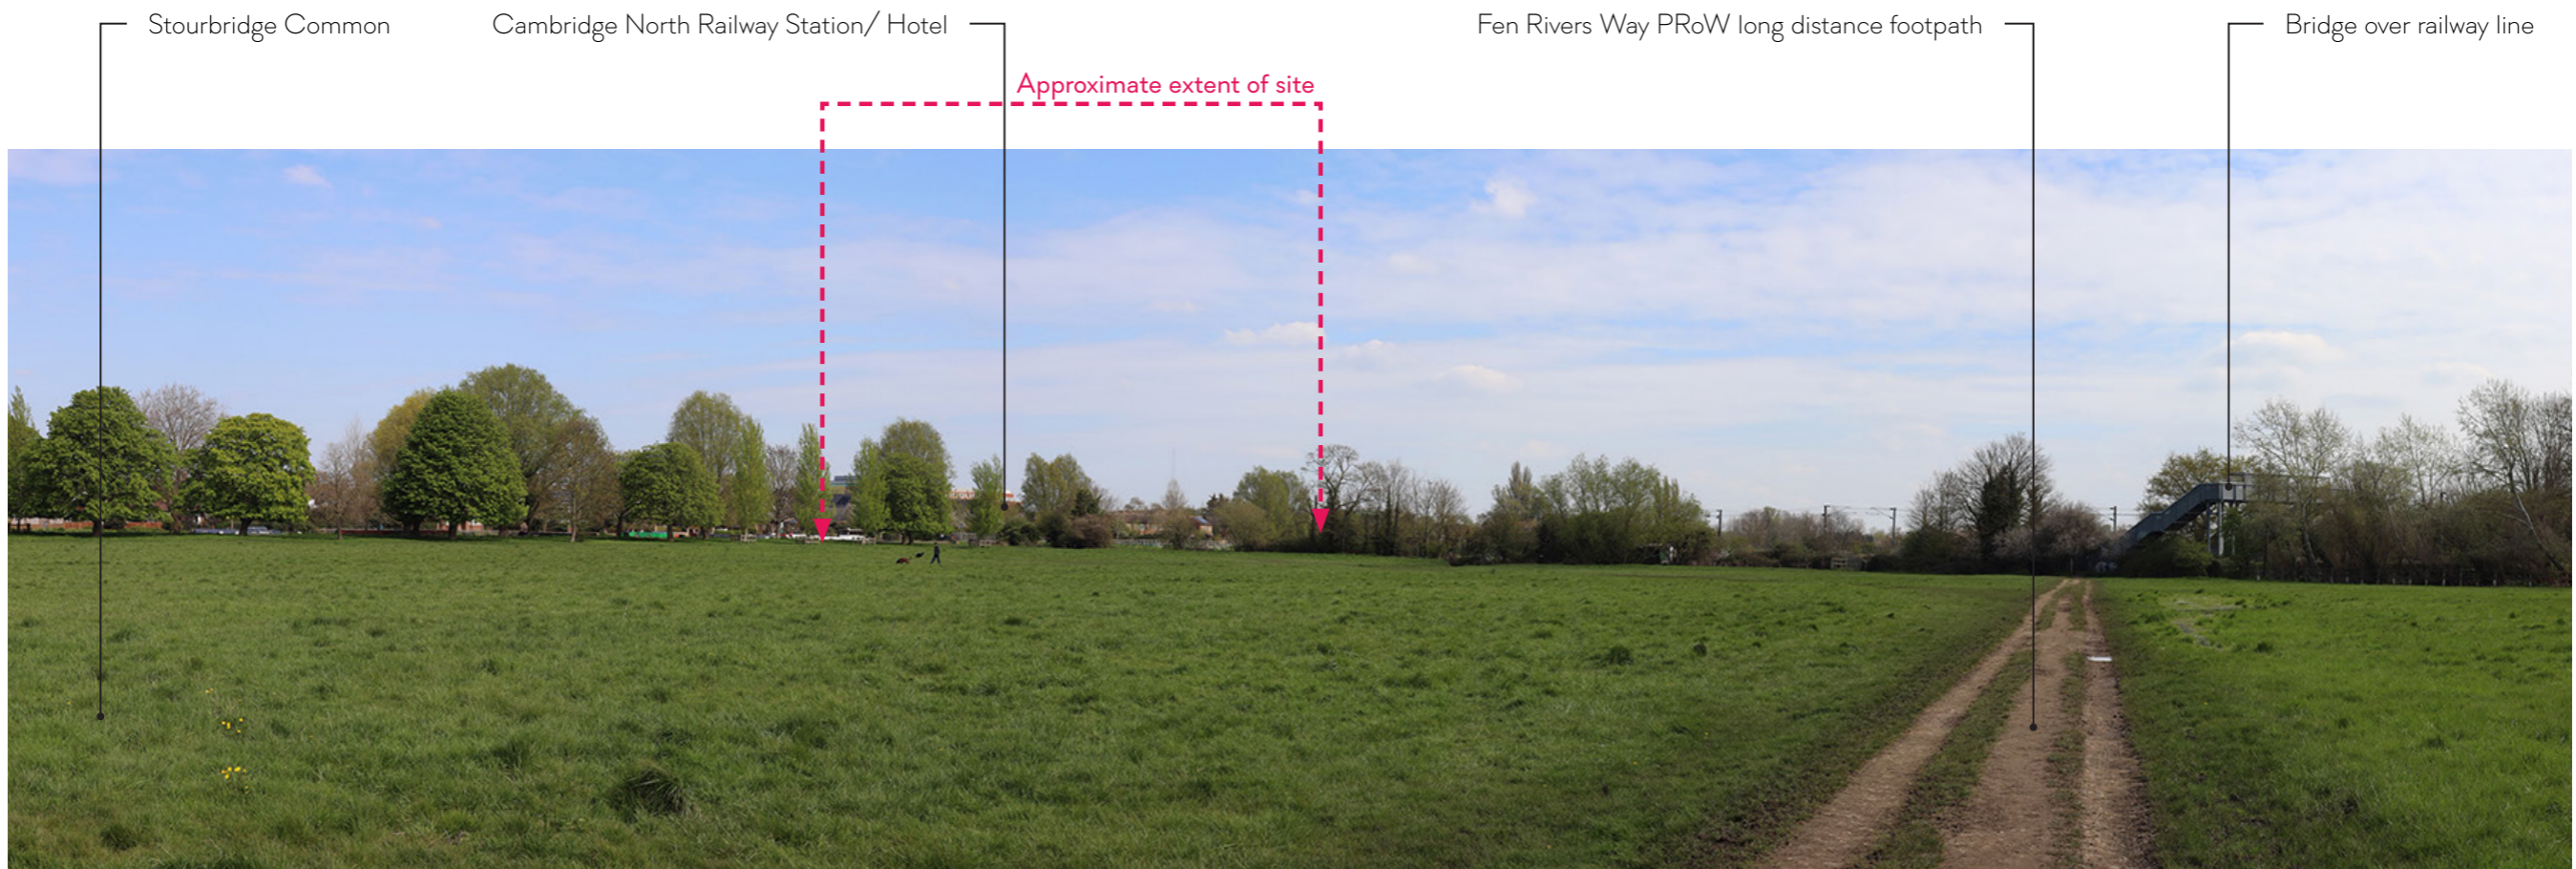 Stourbridge Common
Cambridge North Railway Station/ Hotel
Fen Rivers Way PRoW long distance footpath
Bridge over railway line
Approximate extent of site